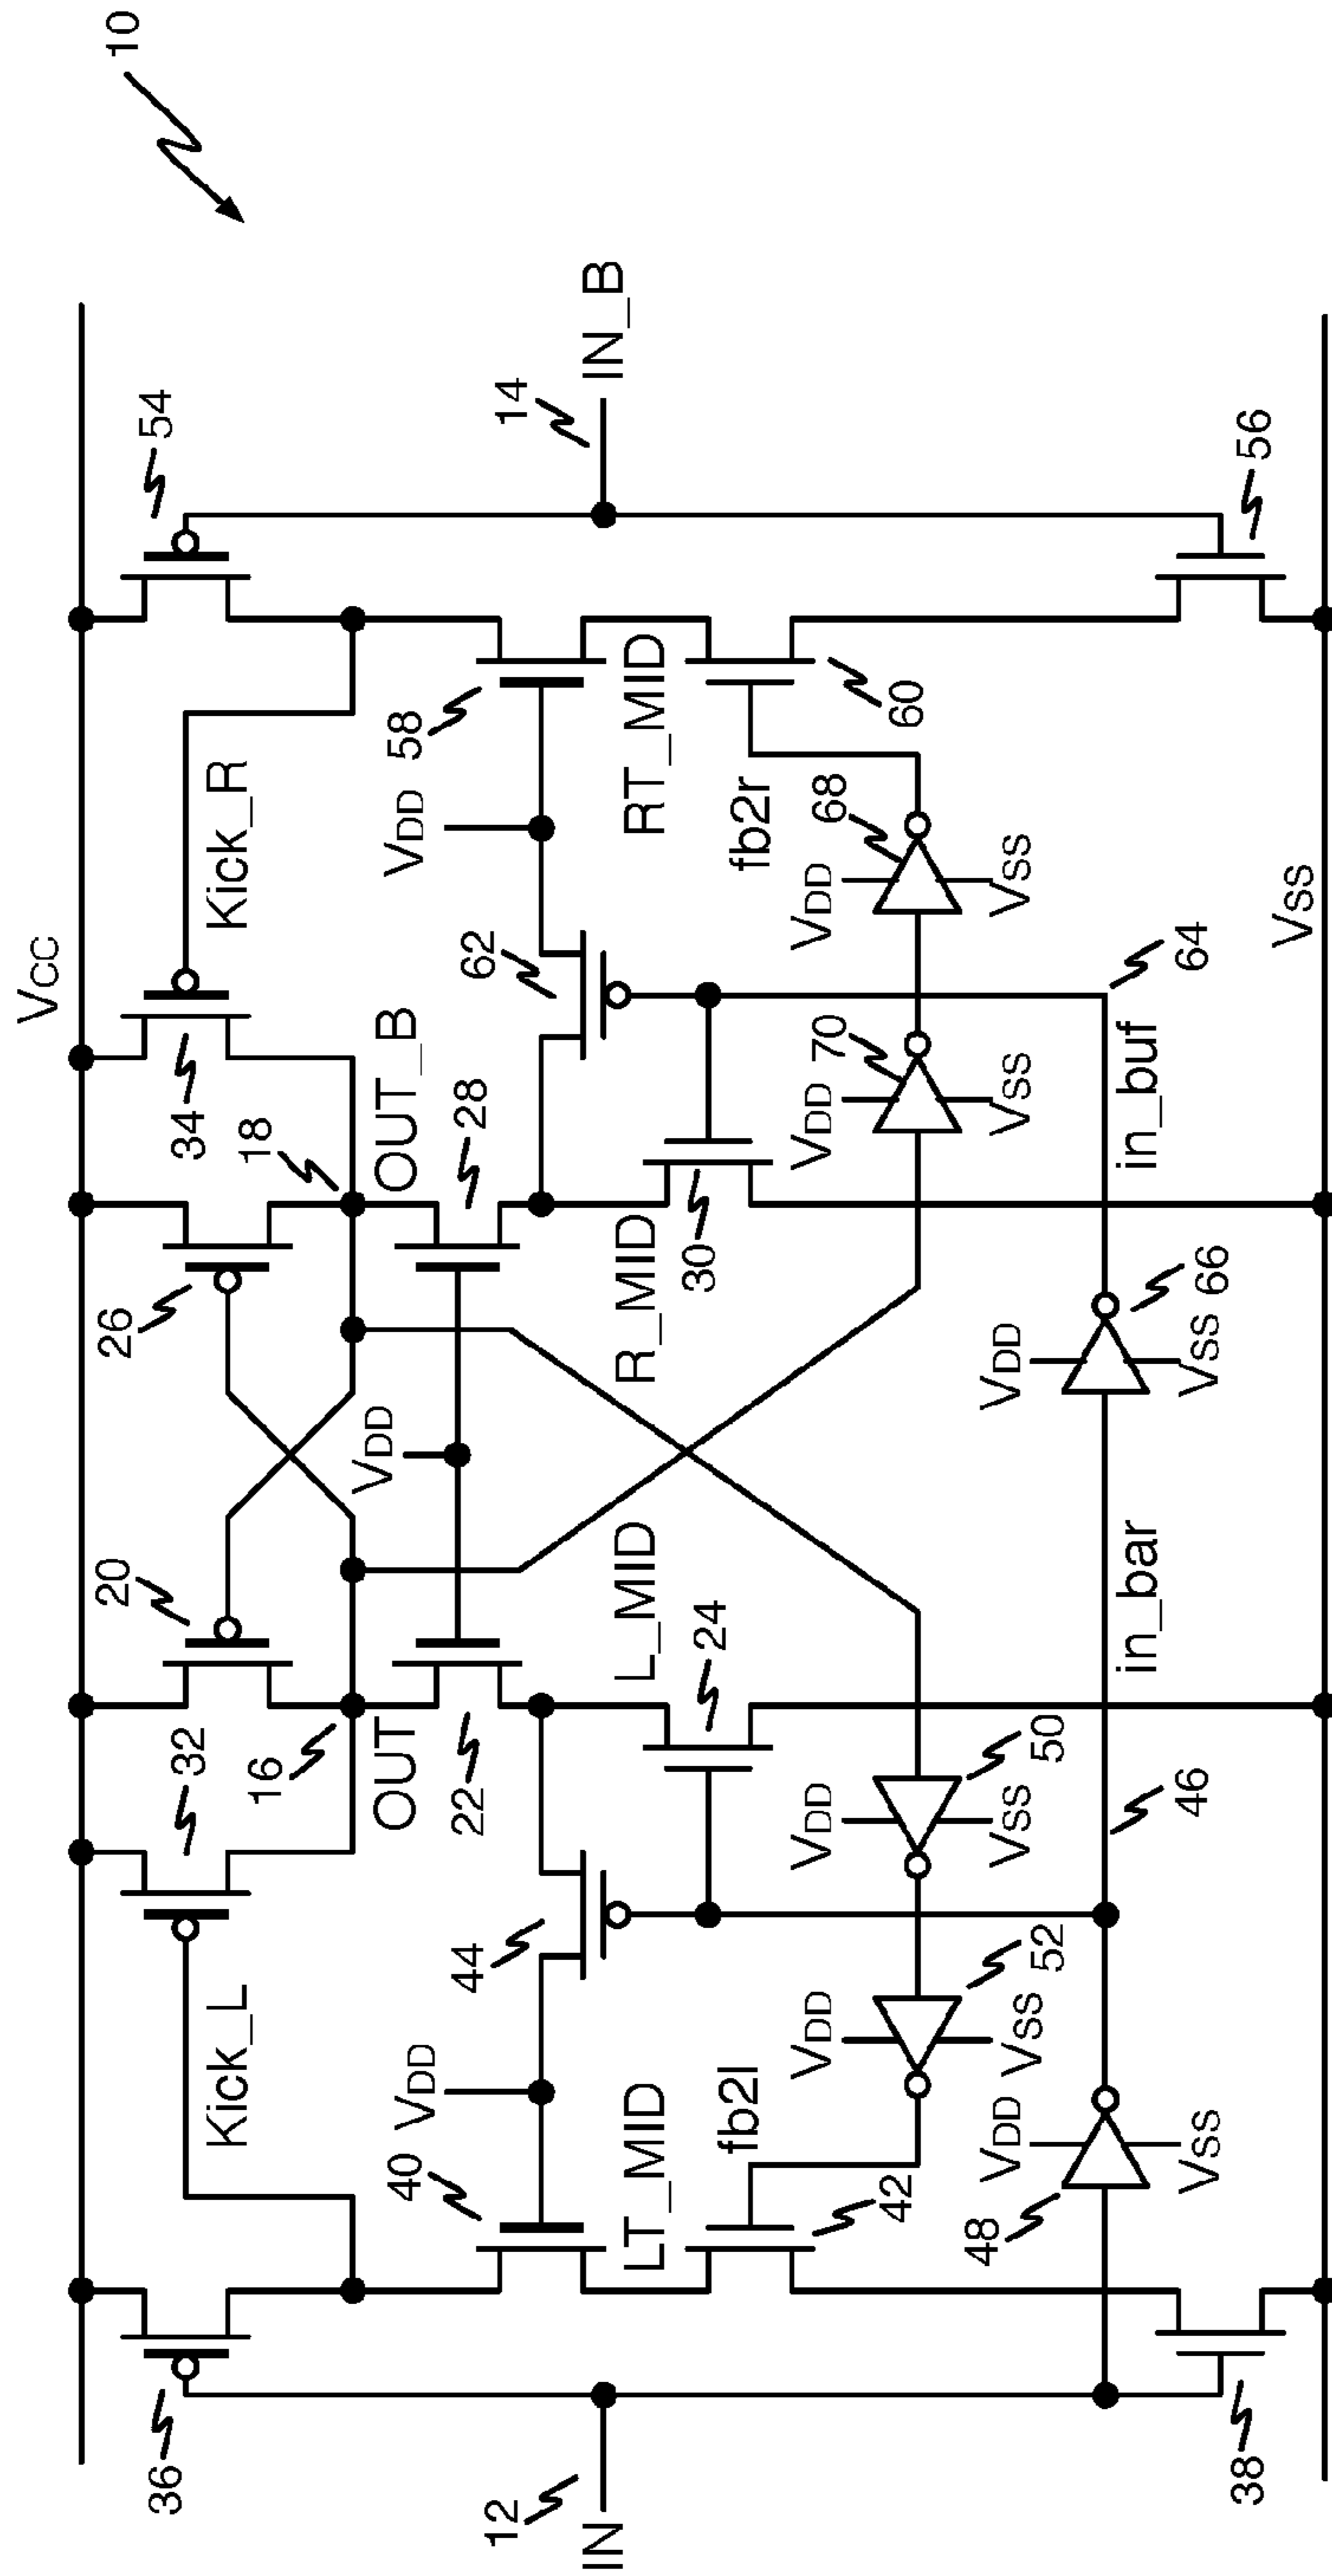 10
VCC
36
Kick_L
32
20
26
34
Kick_R
54
16
OUT
18
OUT_B
VDD
12
IN
40
VDD
44
22
28
62
VDD
58
14
IN_B
LT_MID
L_MID
R_MID
RT_MID
fb2l
24
30
fb2r
42
VDD
52
VSS
VDD
50
VSS
VDD
70
VSS
VDD
68
VSS
60
48
VDD
VSS
in_bar
46
VDD
66
VSS
in_buf
64
38
56
VSS